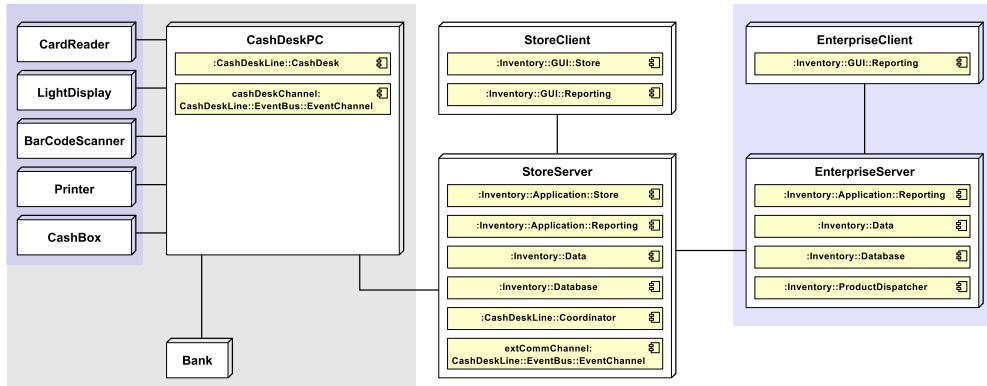 CardReader
LightDisplay
BarCodeScanner
Printer
CashBox
CashDeskPC
:CashDeskLine::CashDesk
cashDeskChannel:
CashDeskLine::EventBus::EventChannel
Bank
StoreClient
:Inventory::GUI::Store
:Inventory::GUI::Reporting
StoreServer
:Inventory::Application::Store
:Inventory::Application::Reporting
:Inventory::Data
:Inventory::Database
:CashDeskLine::Coordinator
extCommChannel:
CashDeskLine::EventBus::EventChannel
EnterpriseClient
:Inventory::GUI::Reporting
EnterpriseServer
:Inventory::Application::Reporting
:Inventory::Data
:Inventory::Database
:Inventory::ProductDispatcher